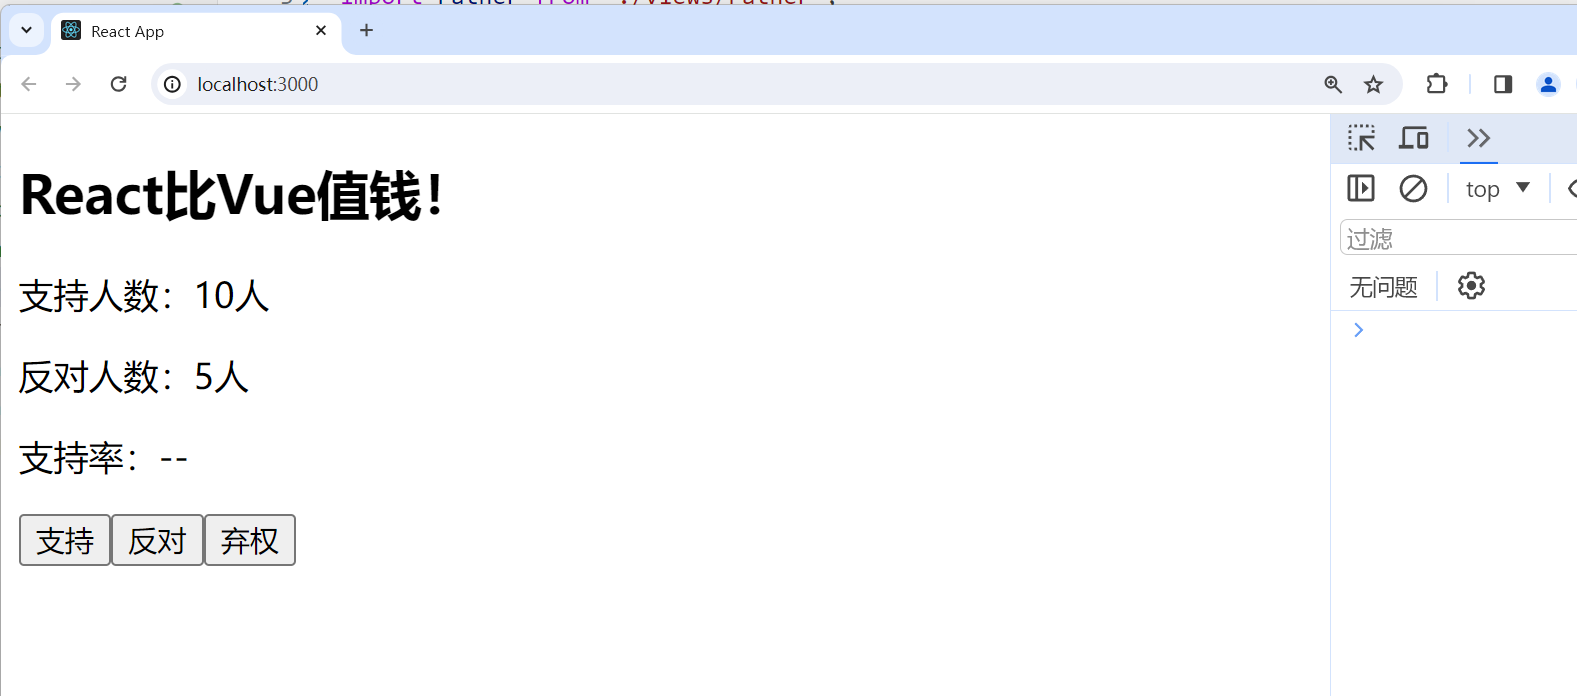 React App
localhost:3000
React比Vue值钱!
支持人数：10人
反对人数：5人
支持率：--
支持 反对 弃权
top
过滤
无问题